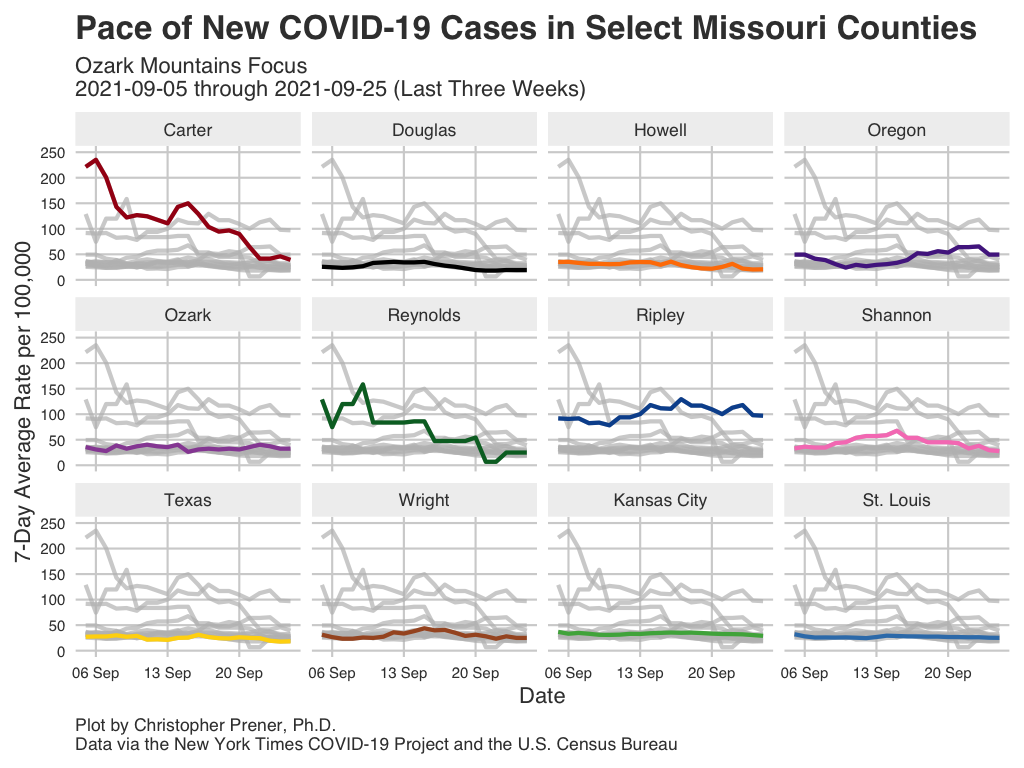 Pace of New COVID-19 Cases in Select Missouri Counties
Ozark Mountains Focus
2021-09-05 through 2021-09-25 (Last Three Weeks)
Carter
Douglas
Howell
Oregon
250
200
150
100
50
0
Ozark
Reynolds
Ripley
Shannon
250
200
150
100
50
0
Texas
Wright
Kansas City
St. Louis
250
200
150
100
50
0
7-Day Average Rate per 100,000
06 Sep 13 Sep 20 Sep
06 Sep 13 Sep 20 Sep
06 Sep 13 Sep 20 Sep
06 Sep 13 Sep 20 Sep
Date
Plot by Christopher Prener, Ph.D.
Data via the New York Times COVID-19 Project and the U.S. Census Bureau